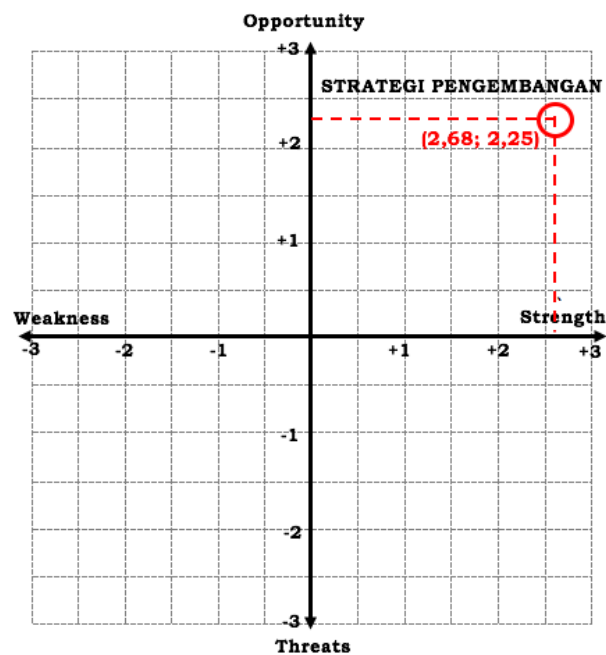 Opportunity
+3
STRATEGI PENGEMBANGAN
+2
(2,68; 2,25)
+1
Weakness
Strength
-3
-2
-1
+1
+2
+3
-1
-2
-3
Threats